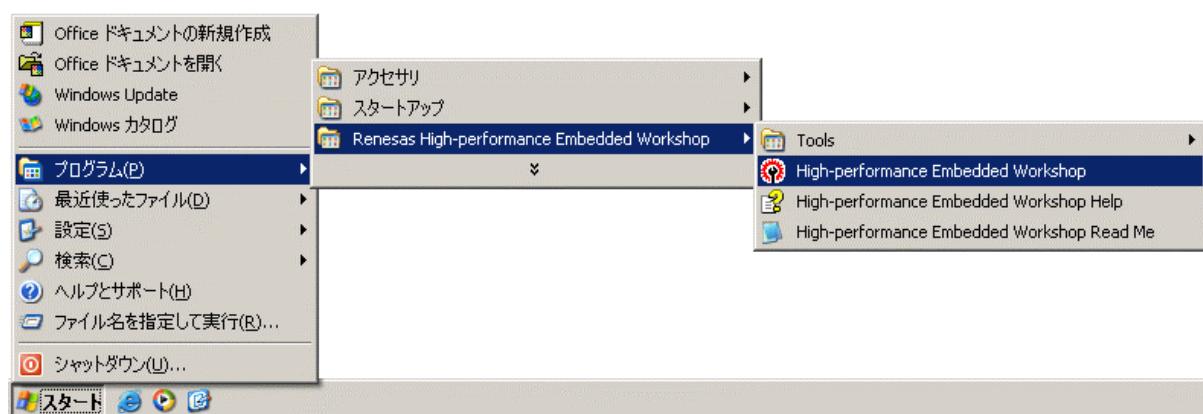 Office ドキュメントの新規作成
Office ドキュメントを開く
Windows Update
Windows カタログ
プログラム(P)
最近使ったファイル(D)
設定(S)
検索(C)
ヘルプとサポート(H)
ファイル名を指定して実行(R)...
シャットダウン(U)...
スタート
アクセサリ
スタートアップ
Renesas High-performance Embedded Workshop
Tools
High-performance Embedded Workshop
High-performance Embedded Workshop Help
High-performance Embedded Workshop Read Me